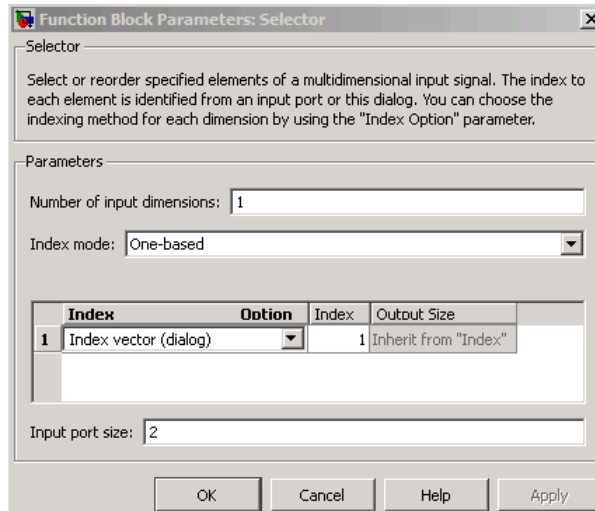 Function Block Parameters: Selector
Selector
Select or reorder specified elements of a multidimensional input signal. The index to
each element is identified from an input port or this dialog. You can choose the
indexing method for each dimension by using the "Index Option" parameter.
Parameters
Number of input dimensions: 1
Index mode: One-based
Index Option Index Output Size
1 Index vector (dialog) 1 Inherit from "Index"
Input port size: 2
OK Cancel Help Apply